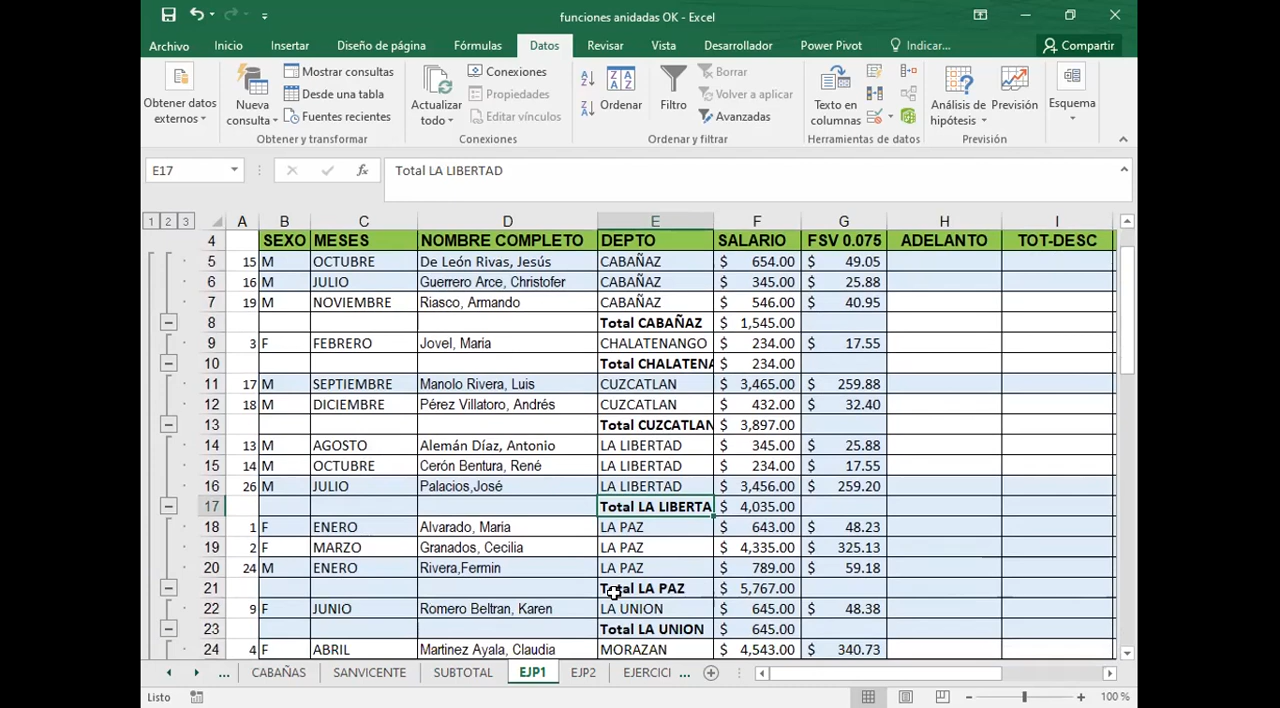 funciones anidadas OK - Excel
Archivo Inicio Insertar Diseño de página Fórmulas Datos Revisar Vista Desarrollador Power Pivot Indicar... Compartir
Obtener datos externos
Nueva consulta
Mostrar consultas
Desde una tabla
Fuentes recientes
Obtener y transformar
Actualizar todo
Conexiones
Propiedades
Editar vínculos
Conexiones
Ordenar
Filtro
Borrar
Volver a aplicar
Avanzadas
Ordenar y filtrar
Texto en columnas
Herramientas de datos
Análisis de hipótesis
Previsión
Previsión
Esquema
E17 fx Total LA LIBERTAD
1 2 3 A B C D E F G H I
4 SEXO MESES NOMBRE COMPLETO DEPTO SALARIO FSV 0.075 ADELANTO TOT-DESC
5 15 M OCTUBRE De León Rivas, Jesús CABAÑAZ $ 654.00 $ 49.05
6 16 M JULIO Guerrero Arce, Christofer CABAÑAZ $ 345.00 $ 25.88
7 19 M NOVIEMBRE Riasco, Armando CABAÑAZ $ 546.00 $ 40.95
8 Total CABAÑAZ $ 1,545.00
9 3 F FEBRERO Jovel, Maria CHALATENANGO $ 234.00 $ 17.55
10 Total CHALATENA $ 234.00
11 17 M SEPTIEMBRE Manolo Rivera, Luis CUZCATLAN $ 3,465.00 $ 259.88
12 18 M DICIEMBRE Pérez Villatoro, Andrés CUZCATLAN $ 432.00 $ 32.40
13 Total CUZCATLAN $ 3,897.00
14 13 M AGOSTO Alemán Díaz, Antonio LA LIBERTAD $ 345.00 $ 25.88
15 14 M OCTUBRE Cerón Bentura, René LA LIBERTAD $ 234.00 $ 17.55
16 26 M JULIO Palacios,José LA LIBERTAD $ 3,456.00 $ 259.20
17 Total LA LIBERTA $ 4,035.00
18 1 F ENERO Alvarado, Maria LA PAZ $ 643.00 $ 48.23
19 2 F MARZO Granados, Cecilia LA PAZ $ 4,335.00 $ 325.13
20 24 M ENERO Rivera,Fermin LA PAZ $ 789.00 $ 59.18
21 Total LA PAZ $ 5,767.00
22 9 F JUNIO Romero Beltran, Karen LA UNION $ 645.00 $ 48.38
23 Total LA UNION $ 645.00
24 4 F ABRIL Martinez Ayala, Claudia MORAZAN $ 4,543.00 $ 340.73
... CABAÑAS SANVICENTE SUBTOTAL EJP1 EJP2 EJERCICI ...
Listo 100 %